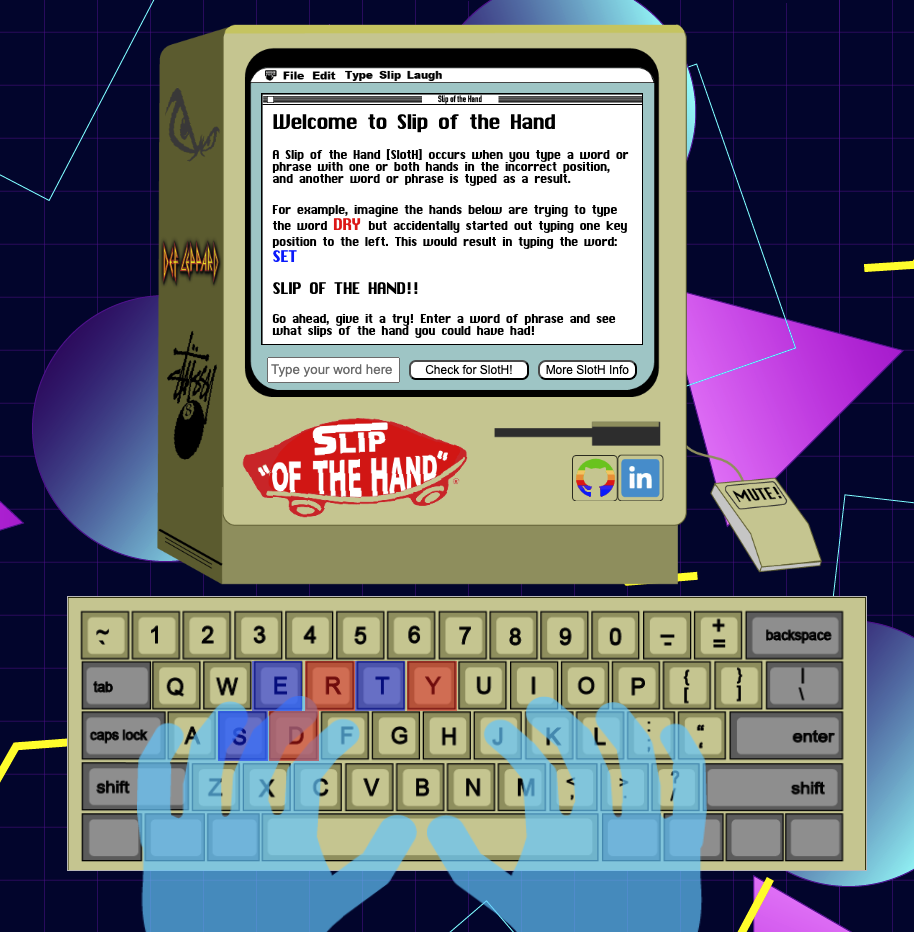 File Edit Type Slip Laugh
Slip of the Hand
Welcome to Slip of the Hand
A Slip of the Hand [SlotH] occurs when you type a word or
phrase with one or both hands in the incorrect position,
and another word or phrase is typed as a result.
For example, imagine the hands below are trying to type
the word DRY but accidentally started out typing one key
position to the left. This would result in typing the word:
SET
SLIP OF THE HAND!!
Go ahead, give it a try! Enter a word of phrase and see
what slips of the hand you could have had!
Type your word here
Check for SlotH!
More SlotH Info
DEF LEPPARD
STÜSSY
8
SLIP
"OF THE HAND"
®
in
MUTE!
~ 1 2 3 4 5 6 7 8 9 0 – + backspace
` =
tab Q W E R T Y U I O P { } |
[ ] \
caps lock A S D F G H J K L : “ enter
; ,
shift Z X C V B N M < > ? shift
, . /